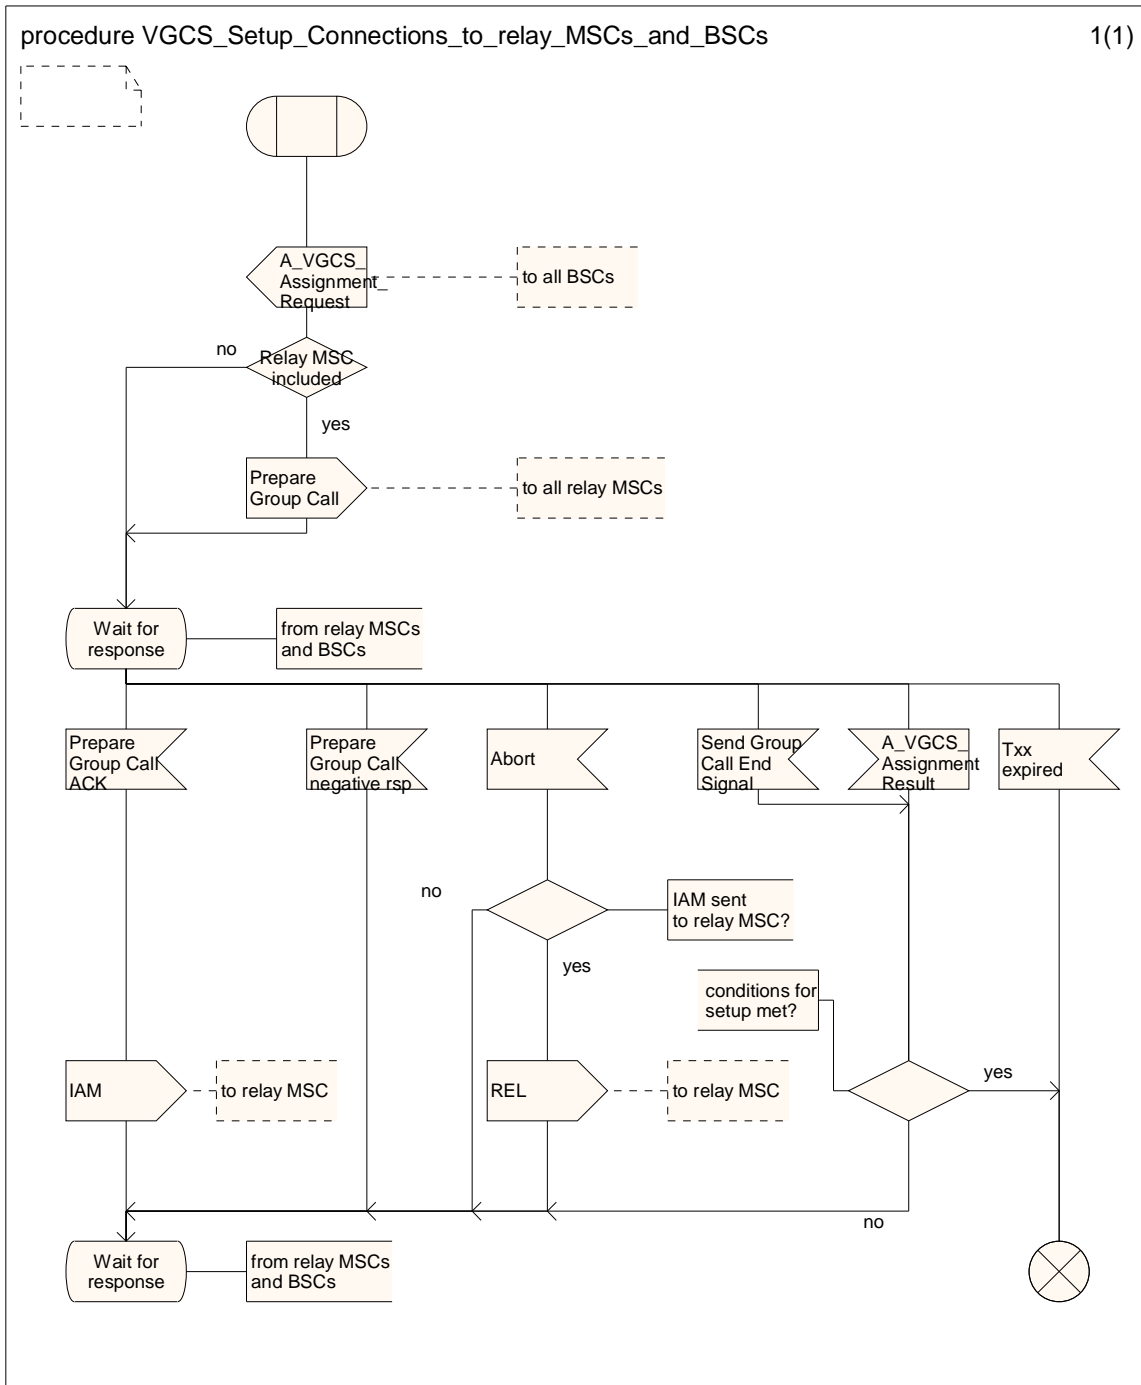 procedure VGCS_Setup_Connections_to_relay_MSCs_and_BSCs
1(1)
A_VGCS_
Assignment_
Request
to all BSCs
no
Relay MSC
included
yes
Prepare
Group Call
to all relay MSCs
Wait for
response
from relay MSCs
and BSCs
Prepare
Group Call
ACK
Prepare
Group Call
negative rsp
Abort
Send Group
Call End
Signal
A_VGCS_
Assignment
Result
Txx
expired
no
IAM sent
to relay MSC?
yes
conditions for
setup met?
IAM
to relay MSC
REL
to relay MSC
yes
no
Wait for
response
from relay MSCs
and BSCs